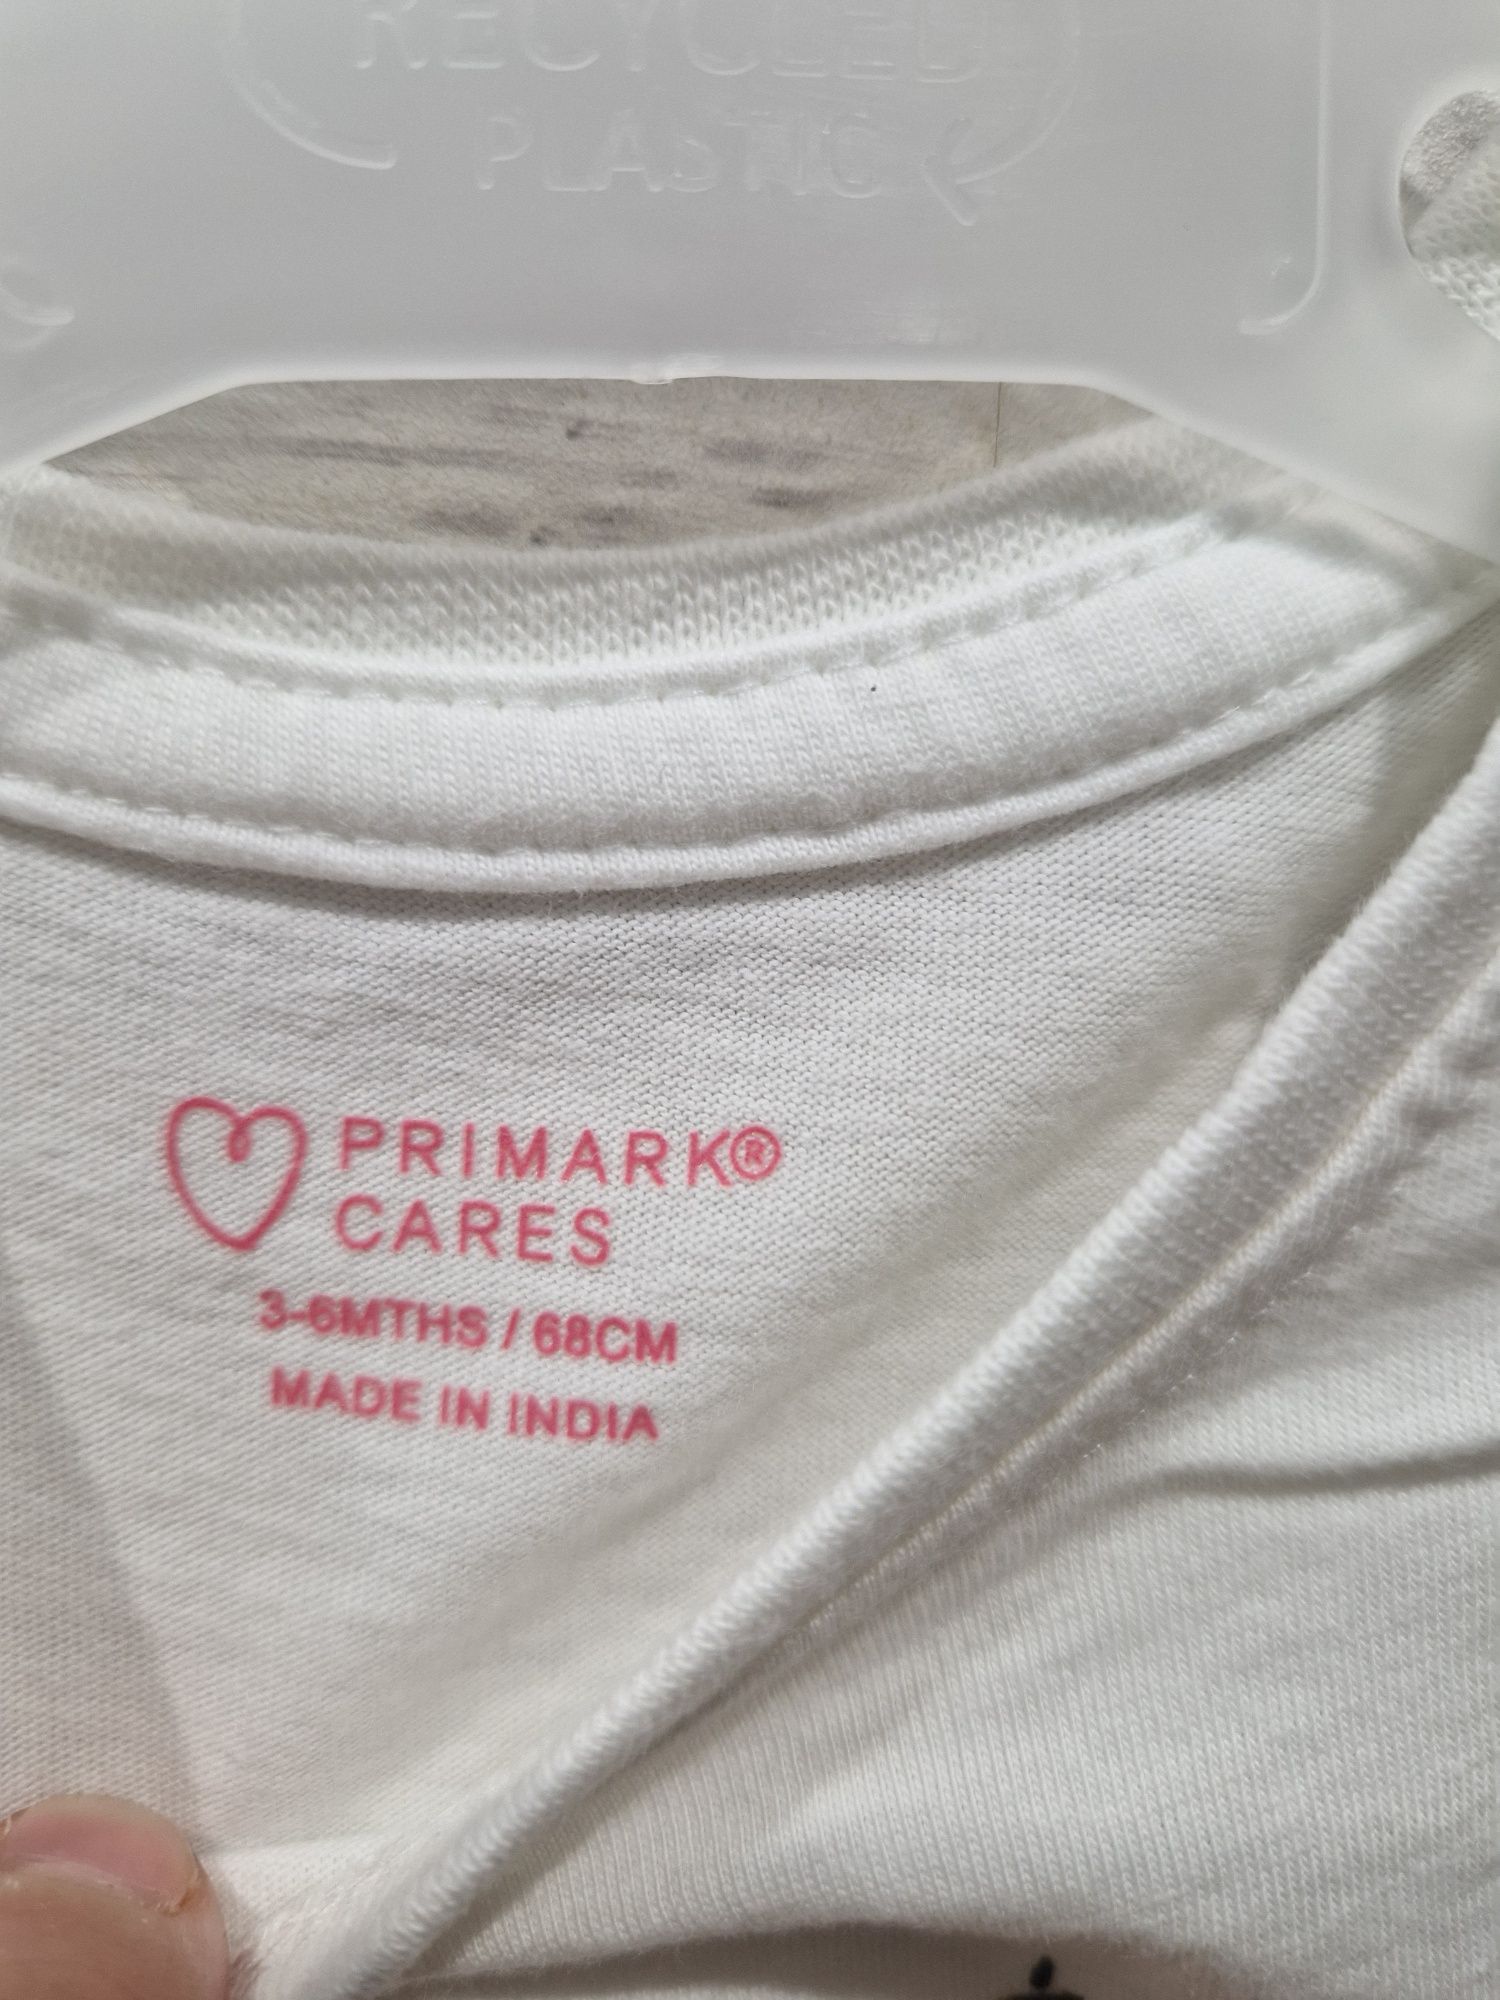 RECYCLED
PLASTIC
PRIMARK®
CARES
3-6MTHS / 68CM
MADE IN INDIA